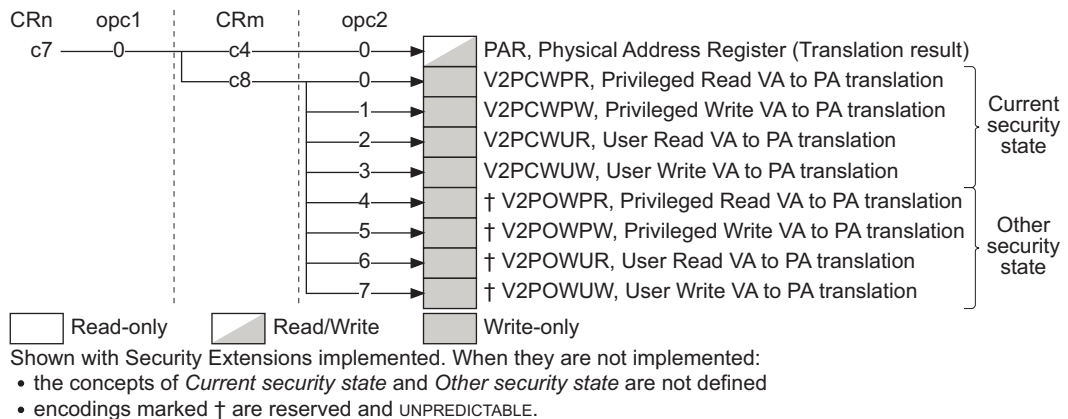 CRn opc1 CRm opc2
c7 0 c4 0 PAR, Physical Address Register (Translation result)
c8 0 V2PCWPR, Privileged Read VA to PA translation
1 V2PCWPW, Privileged Write VA to PA translation
2 V2PCWUR, User Read VA to PA translation
3 V2PCWUW, User Write VA to PA translation
Current
security
state
4 † V2POWPR, Privileged Read VA to PA translation
5 † V2POWPW, Privileged Write VA to PA translation
6 † V2POWUR, User Read VA to PA translation
7 † V2POWUW, User Write VA to PA translation
Other
security
state
Read-only Read/Write Write-only
Shown with Security Extensions implemented. When they are not implemented:
• the concepts of Current security state and Other security state are not defined
• encodings marked † are reserved and UNPREDICTABLE.